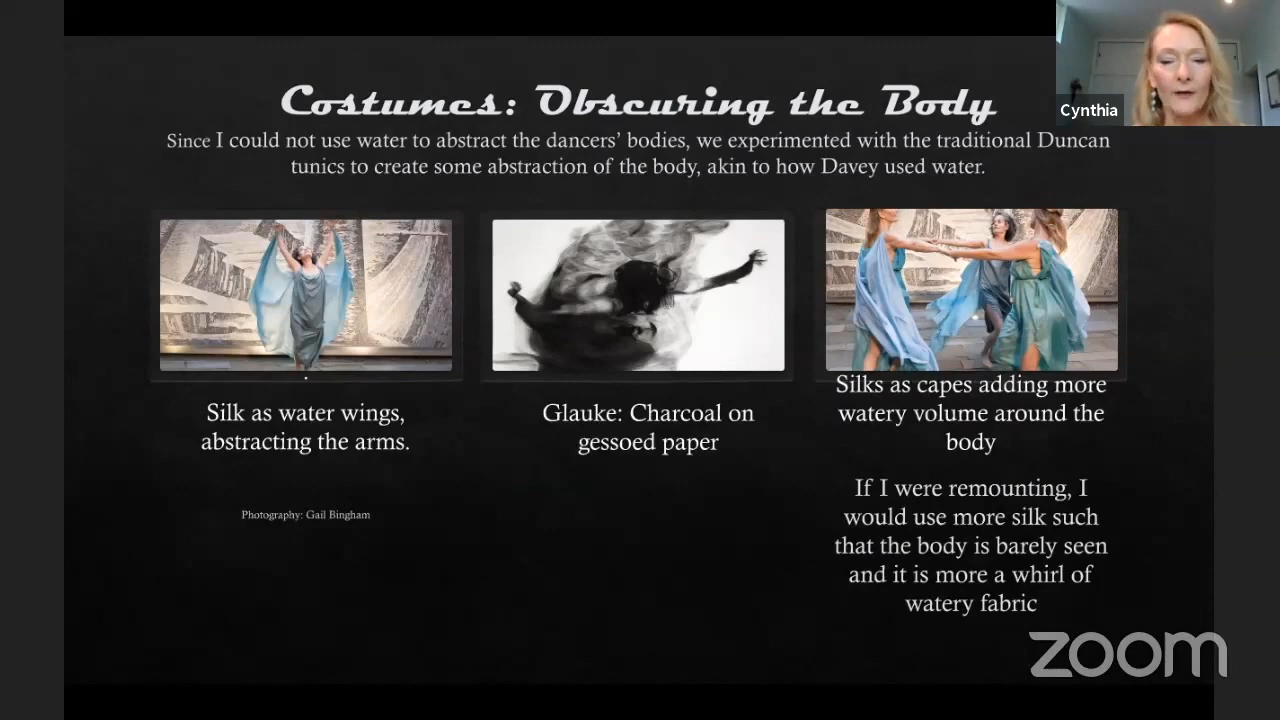 Costumes: Obscuring the Body
Cynthia
Since I could not use water to abstract the dancers' bodies, we experimented with the traditional Duncan
tunics to create some abstraction of the body, akin to how Davey used water.
Silk as water wings,
abstracting the arms.
Photography: Gail Bingham
Glauke: Charcoal on
gessoed paper
Silks as capes adding more
watery volume around the
body
If I were remounting, I
would use more silk such
that the body is barely seen
and it is more a whirl of
watery fabric
zoom